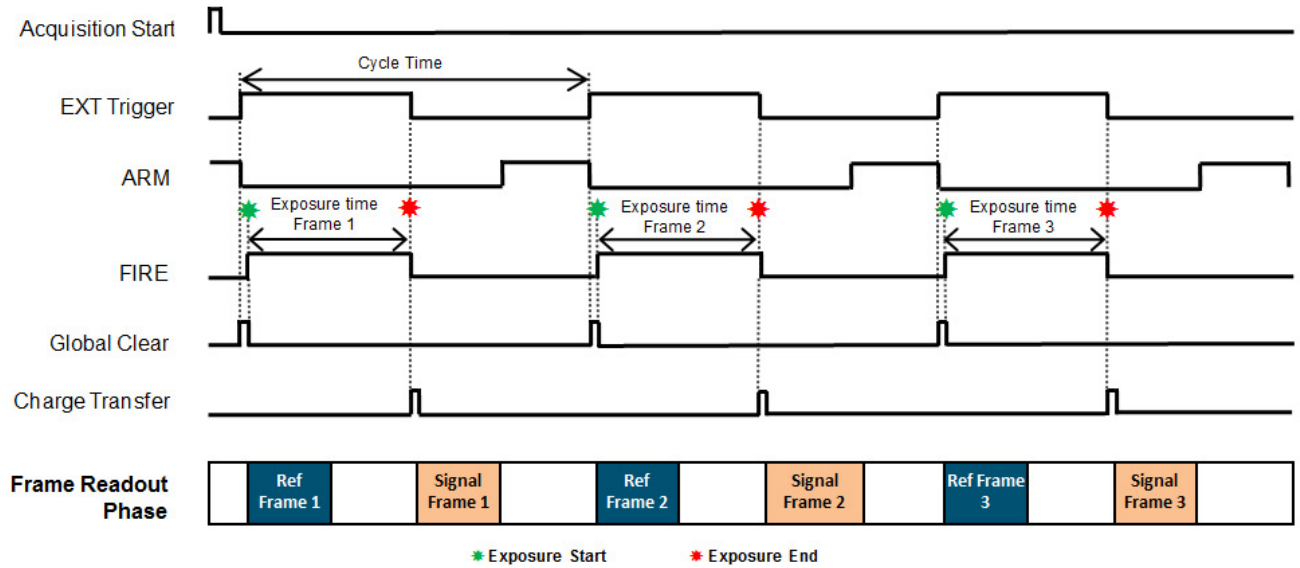 Acquisition Start
Cycle Time
EXT Trigger
ARM
Exposure time
Frame 1
Exposure time
Frame 2
Exposure time
Frame 3
FIRE
Global Clear
Charge Transfer
Frame Readout
Phase
Ref
Frame 1
Signal
Frame 1
Ref
Frame 2
Signal
Frame 2
Ref Frame
3
Signal
Frame 3
Exposure Start
Exposure End